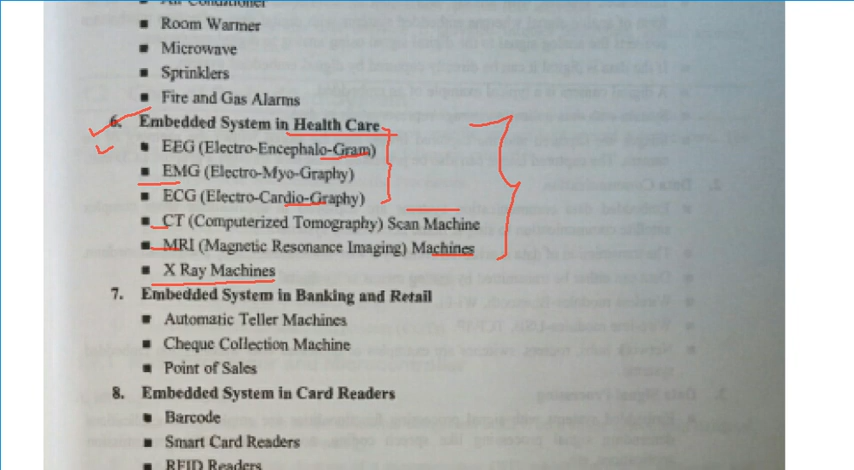 ■ Air Conditioner
■ Room Warmer
■ Microwave
■ Sprinklers
■ Fire and Gas Alarms
6. Embedded System in Health Care
■ EEG (Electro-Encephalo-Gram)
■ EMG (Electro-Myo-Graphy)
■ ECG (Electro-Cardio-Graphy)
■ CT (Computerized Tomography) Scan Machine
■ MRI (Magnetic Resonance Imaging) Machines
■ X Ray Machines
7. Embedded System in Banking and Retail
■ Automatic Teller Machines
■ Cheque Collection Machine
■ Point of Sales
8. Embedded System in Card Readers
■ Barcode
■ Smart Card Readers
■ RFID Readers